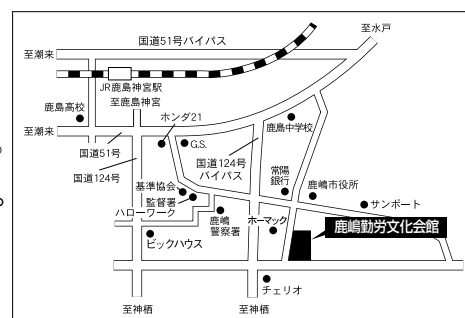 国道51号バイパス
至水戸
至潮来
JR鹿島神宮駅
至鹿島神宮
鹿島高校
ホンダ21
鹿島中学校
至潮来
G.S.
国道51号
国道124号
バイパス
国道124号
常陽
銀行
基準協会
監督署
ハローワーク
鹿嶋市役所
サンポート
鹿嶋
警察署
ホーマック
鹿嶋勤労文化会館
ビックハウス
チェリオ
至神栖
至神栖